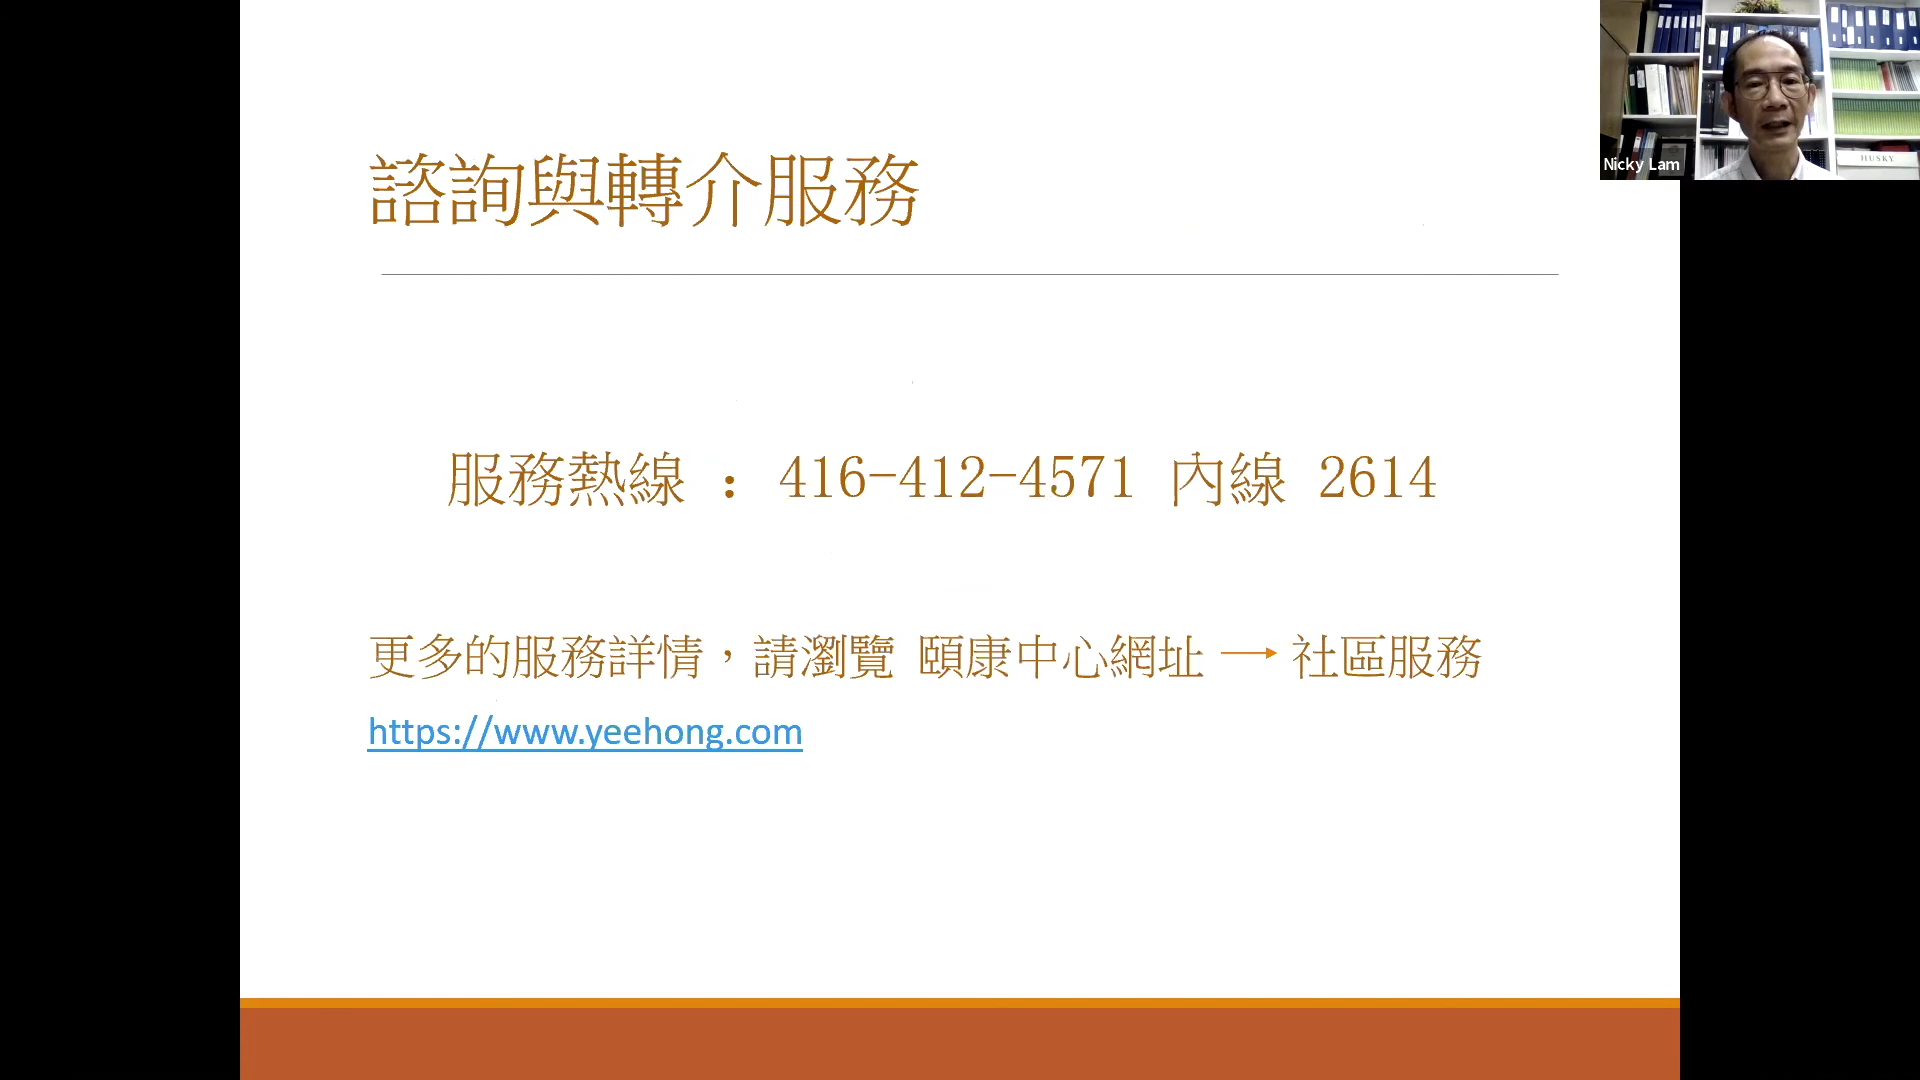 諮詢與轉介服務
服務熱線 ： 416-412-4571 內線 2614
更多的服務詳情，請瀏覽 頤康中心網址 → 社區服務
https://www.yeehong.com
Nicky Lam
HUSKY